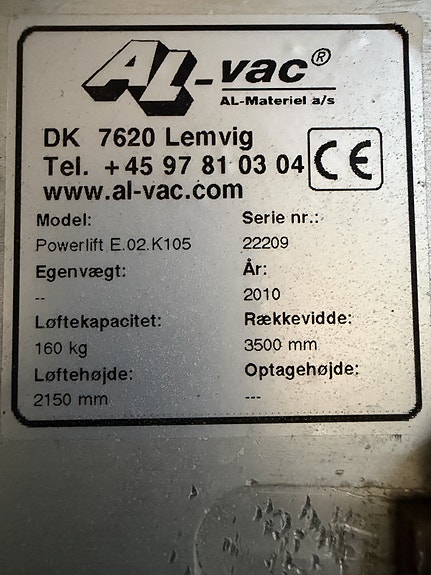 AL-vac®
AL-Materiel a/s
DK 7620 Lemvig
Tel. +45 97 81 03 04
www.al-vac.com
CE
Model: Serie nr.:
Powerlift E.02.K105 22209
Egenvægt: År:
-- 2010
Løftekapacitet: Rækkevidde:
160 kg 3500 mm
Løftehøjde: Optagehøjde:
2150 mm ---